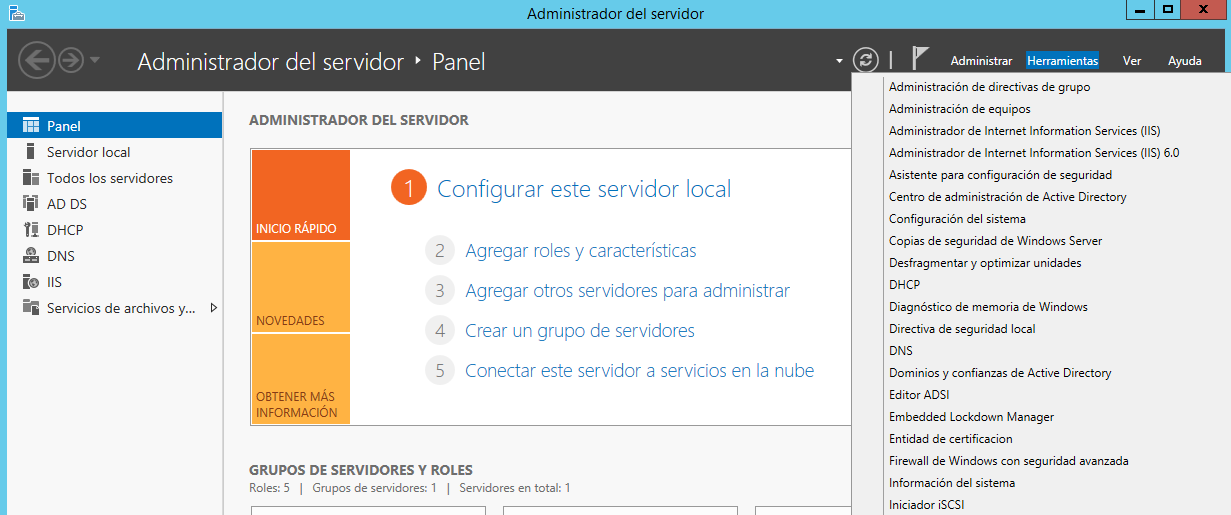 Administrador del servidor
Administrador del servidor ‣ Panel
Administrar Herramientas Ver Ayuda
Panel
Servidor local
Todos los servidores
AD DS
DHCP
DNS
IIS
Servicios de archivos y...
ADMINISTRADOR DEL SERVIDOR
INICIO RÁPIDO
NOVEDADES
OBTENER MÁS
INFORMACIÓN
1 Configurar este servidor local
2 Agregar roles y características
3 Agregar otros servidores para administrar
4 Crear un grupo de servidores
5 Conectar este servidor a servicios en la nube
GRUPOS DE SERVIDORES Y ROLES
Roles: 5 | Grupos de servidores: 1 | Servidores en total: 1
Administración de directivas de grupo
Administración de equipos
Administrador de Internet Information Services (IIS)
Administrador de Internet Information Services (IIS) 6.0
Asistente para configuración de seguridad
Centro de administración de Active Directory
Configuración del sistema
Copias de seguridad de Windows Server
Desfragmentar y optimizar unidades
DHCP
Diagnóstico de memoria de Windows
Directiva de seguridad local
DNS
Dominios y confianzas de Active Directory
Editor ADSI
Embedded Lockdown Manager
Entidad de certificacion
Firewall de Windows con seguridad avanzada
Información del sistema
Iniciador iSCSI